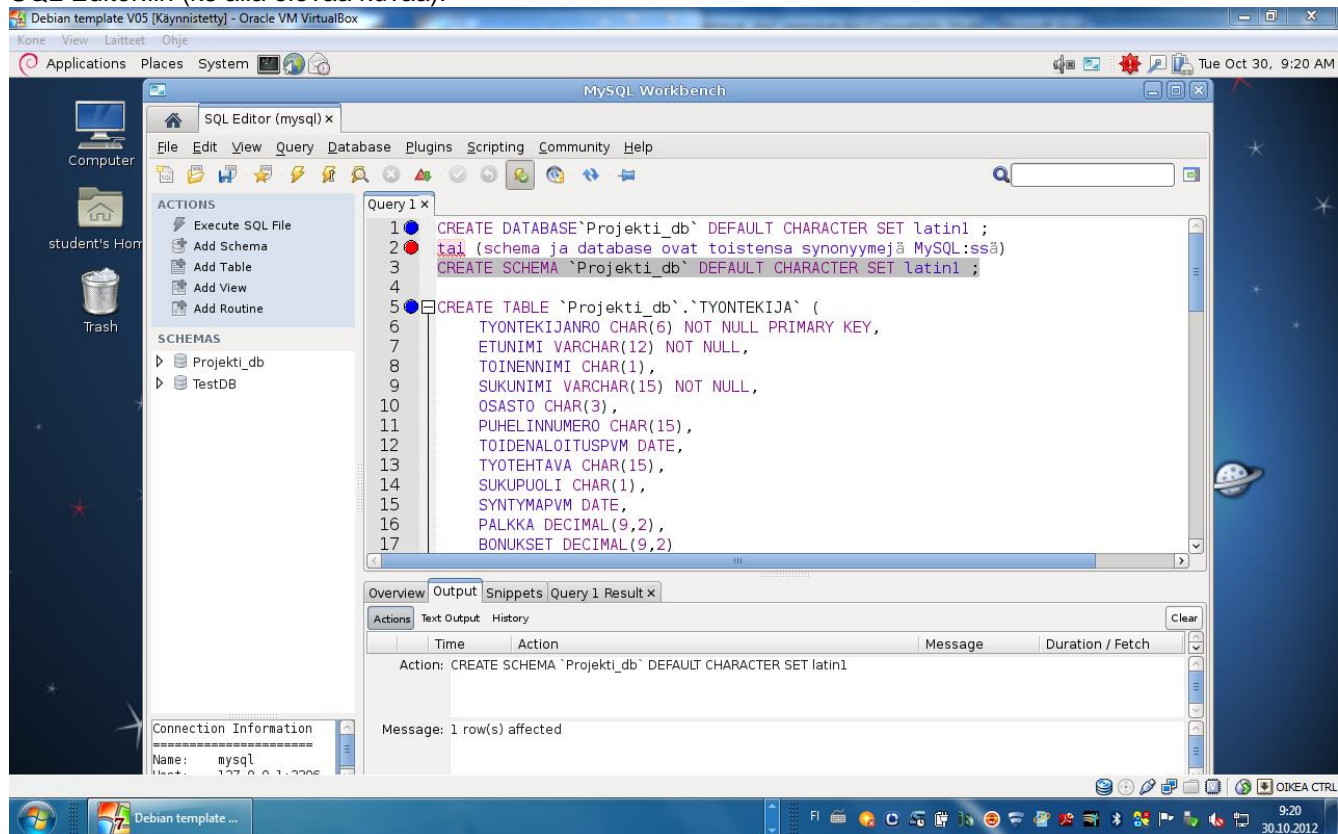 Debian template V05 [Käynnistetty] - Oracle VM VirtualBox
Kone View Laitteet Ohje
Applications Places System Tue Oct 30, 9:20 AM
MySQL Workbench
SQL Editor (mysql) ×
Computer
File Edit View Query Database Plugins Scripting Community Help
ACTIONS
Execute SQL File
Add Schema
Add Table
Add View
Add Routine
student's Hom
Trash
SCHEMAS
Projekti_db
TestDB
Query 1 ×
1 CREATE DATABASE`Projekti_db` DEFAULT CHARACTER SET latin1 ;
2 tai (schema ja database ovat toistensa synonyymejä MySQL:ssä)
3 CREATE SCHEMA `Projekti_db` DEFAULT CHARACTER SET latin1 ;
4
5 CREATE TABLE `Projekti_db`.`TYONTEKIJA` (
6 TYONTEKIJANRO CHAR(6) NOT NULL PRIMARY KEY,
7 ETUNIMI VARCHAR(12) NOT NULL,
8 TOINENNIMI CHAR(1),
9 SUKUNIMI VARCHAR(15) NOT NULL,
10 OSASTO CHAR(3),
11 PUHELINNUMERO CHAR(15),
12 TOIDENALOITUSPVM DATE,
13 TYOTEHTAVA CHAR(15),
14 SUKUPUOLI CHAR(1),
15 SYNTYMAPVM DATE,
16 PALKKA DECIMAL(9,2),
17 BONUKSET DECIMAL(9,2)
Overview Output Snippets Query 1 Result ×
Actions Text Output History Clear
Time Action Message Duration / Fetch
Action: CREATE SCHEMA `Projekti_db` DEFAULT CHARACTER SET latin1
Message: 1 row(s) affected
Connection Information
======================
Name: mysql
OIKEA CTRL
Debian template ...
FI
9:20
30.10.2012